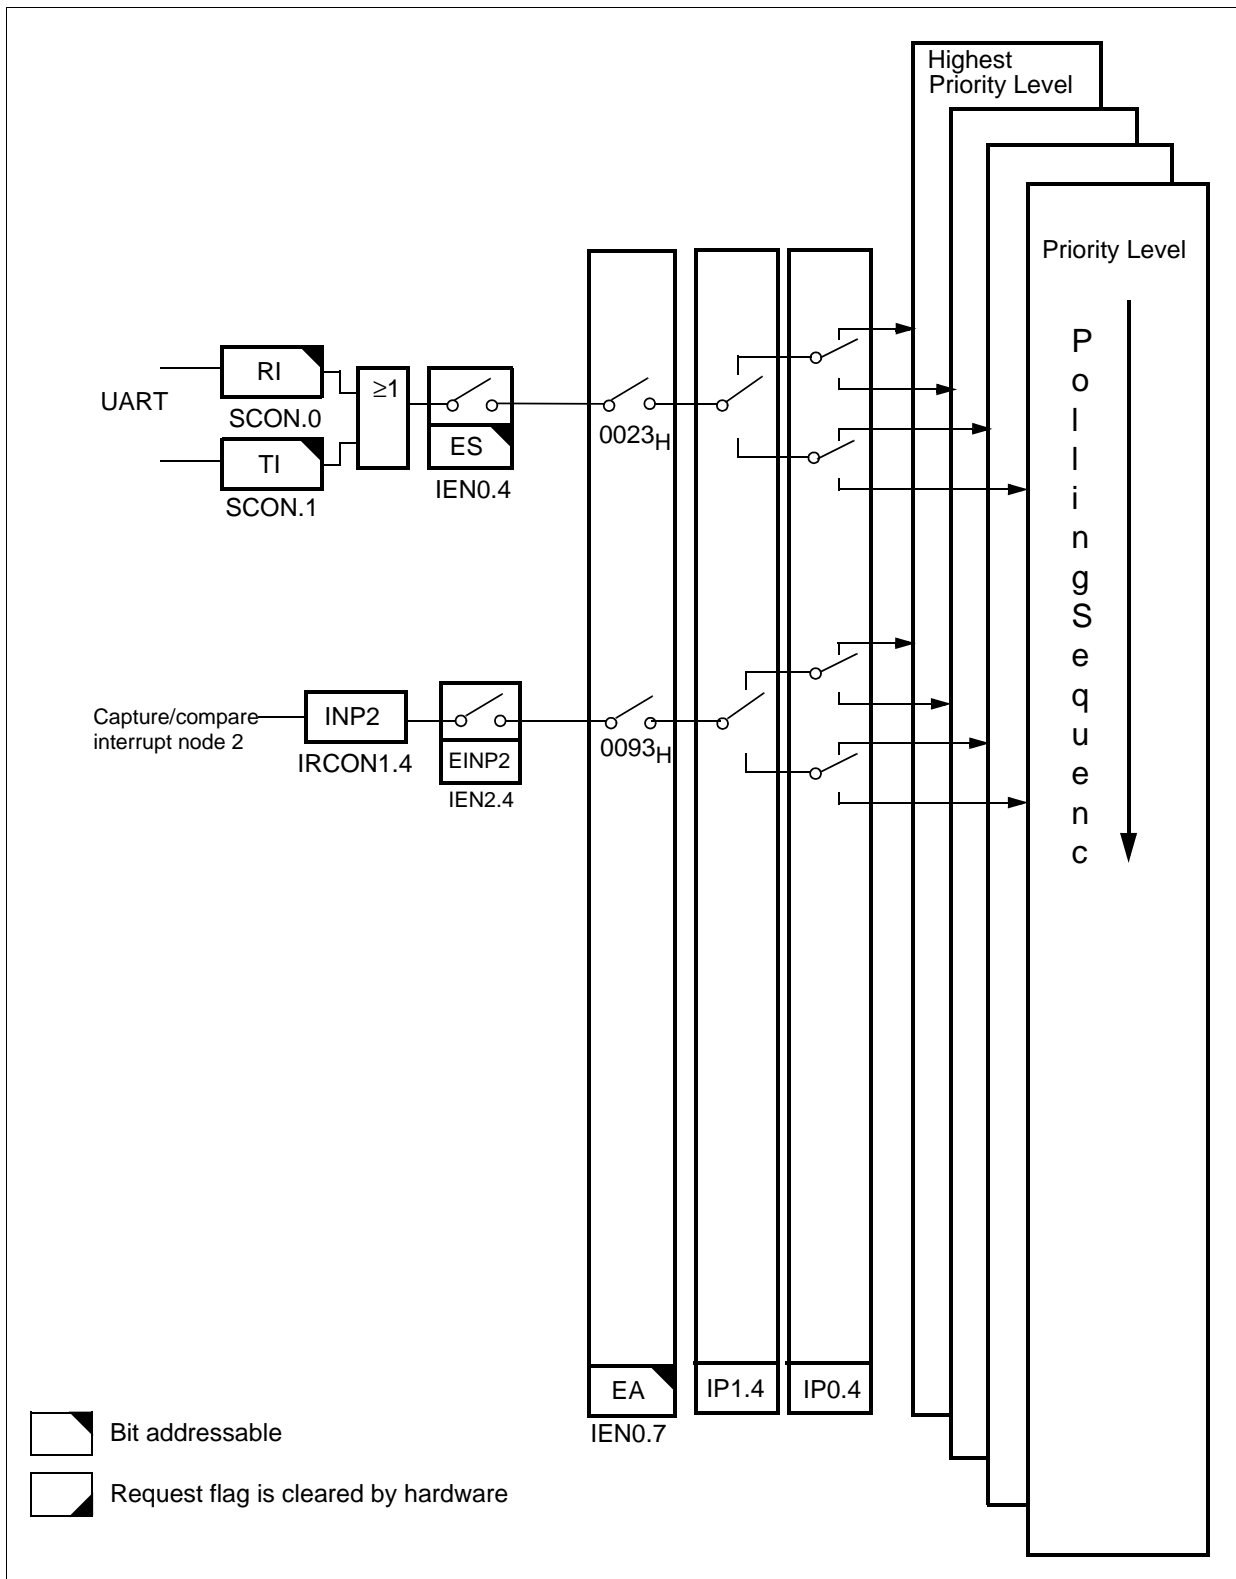 Highest
Priority Level
Priority Level
PollingSequenc
UART
RI
SCON.0
TI
SCON.1
≥1
ES
IEN0.4
0023H
Capture/compare
interrupt node 2
INP2
IRCON1.4
EINP2
IEN2.4
0093H
EA
IEN0.7
IP1.4
IP0.4
Bit addressable
Request flag is cleared by hardware